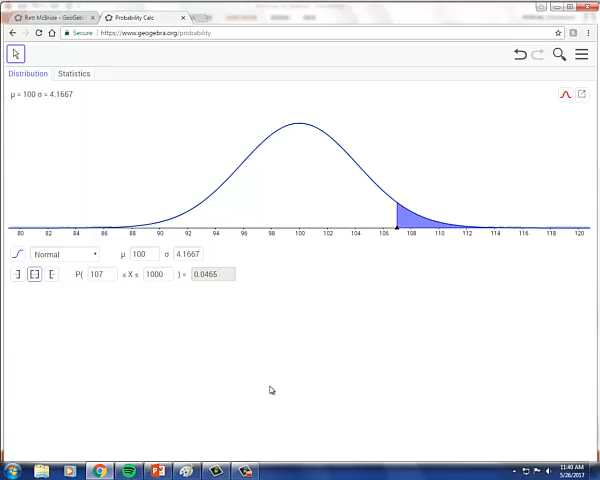 Rett McBride - GeoGeb
Probability Calc
Secure
https://www.geogebra.org/probability
Distribution
Statistics
μ = 100 σ = 4.1667
80 82 84 86 88 90 92 94 96 98 100 102 104 106 108 110 112 114 116 118 120
Normal μ 100 σ 4.1667
P( 107 ≤ X ≤ 1000 ) = 0.0465
11:40 AM
5/26/2017